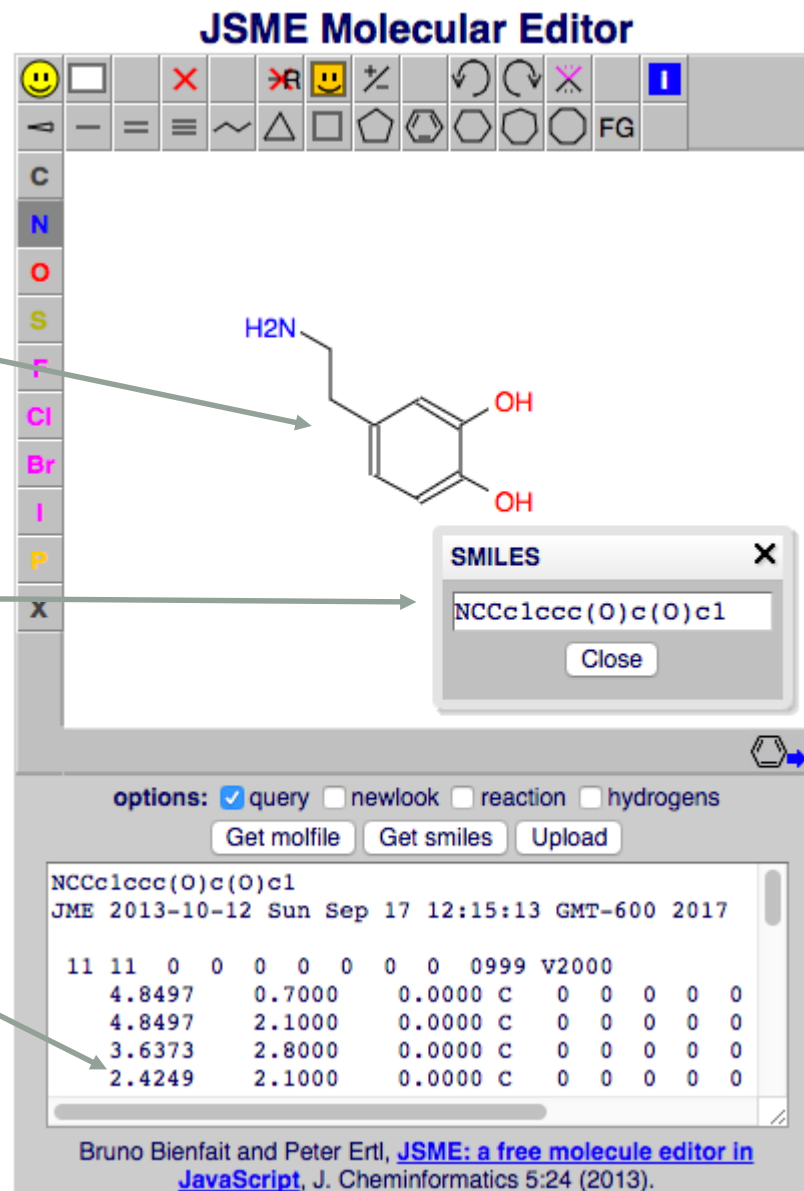 JSME Molecular Editor
R
I
FG
C
N
O
S
F
Cl
Br
I
P
X
H2N
OH
OH
SMILES X
NCCc1ccc(O)c(O)c1
Close
options: query newlook reaction hydrogens
Get molfile Get smiles Upload
NCCc1ccc(O)c(O)c1
JME 2013-10-12 Sun Sep 17 12:15:13 GMT-600 2017
11 11 0 0 0 0 0 0 0 0999 V2000
4.8497 0.7000 0.0000 C 0 0 0 0 0
4.8497 2.1000 0.0000 C 0 0 0 0 0
3.6373 2.8000 0.0000 C 0 0 0 0 0
2.4249 2.1000 0.0000 C 0 0 0 0 0
Bruno Bienfait and Peter Ertl, JSME: a free molecule editor in
JavaScript, J. Cheminformatics 5:24 (2013).